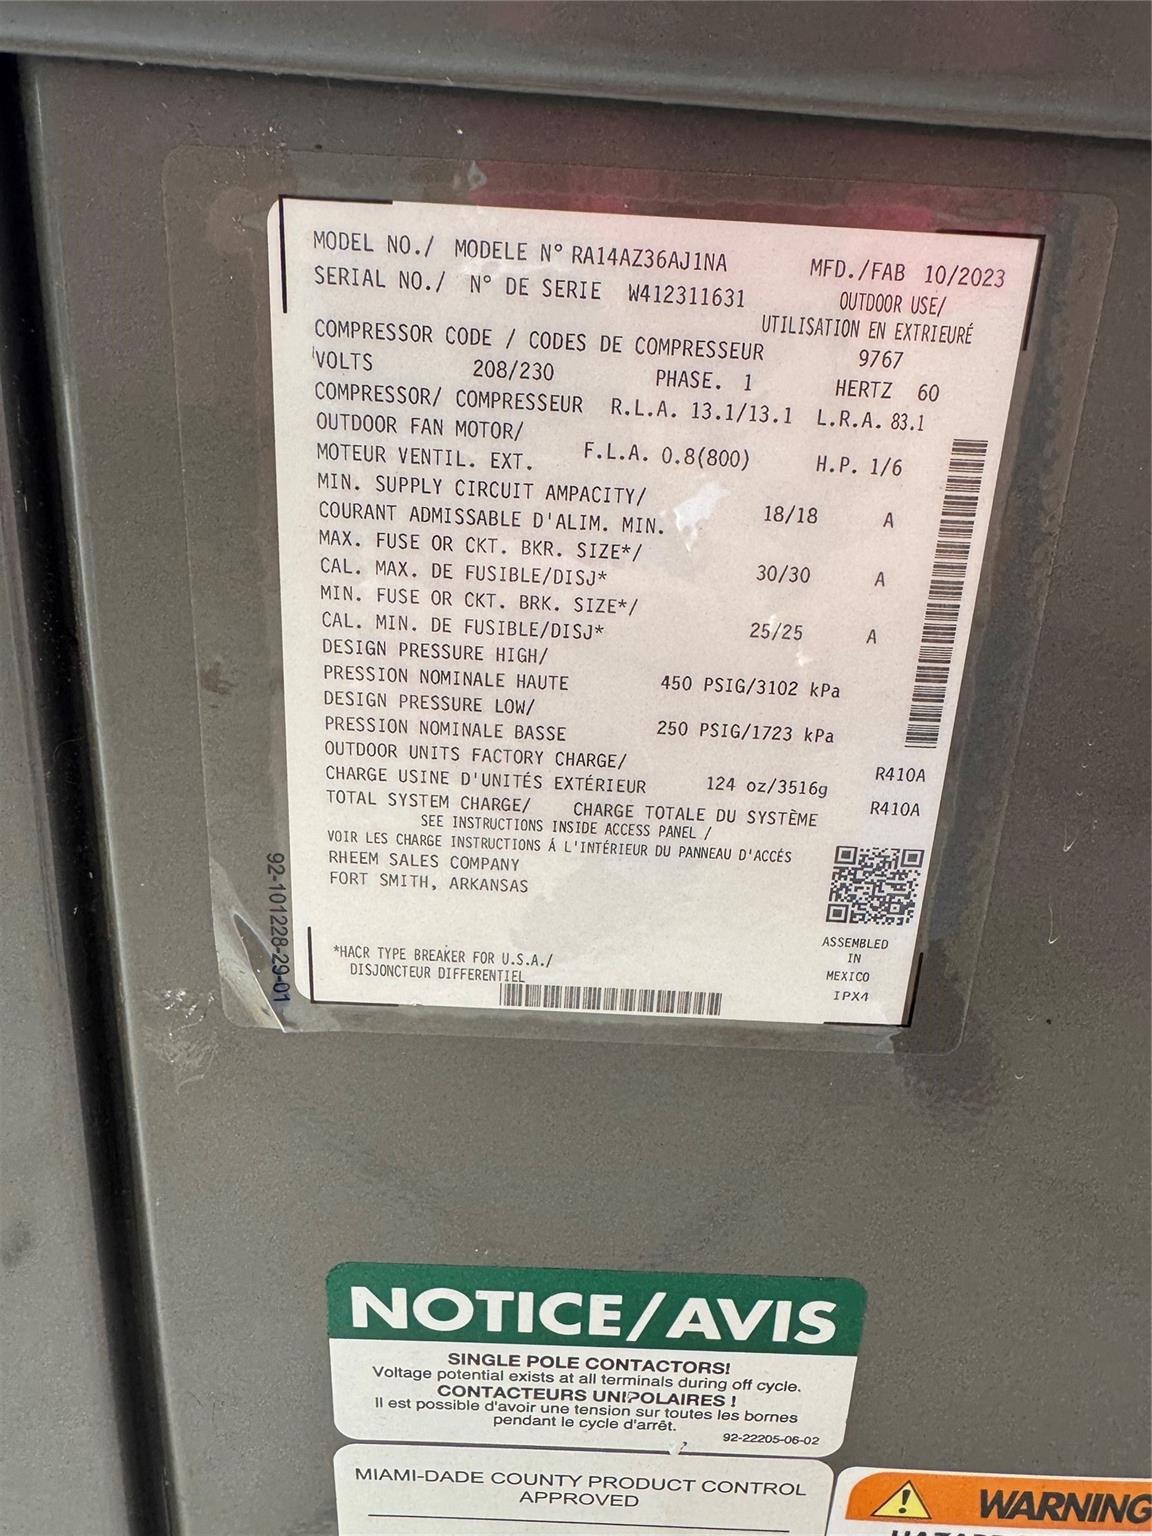 MODEL NO./ MODELE N° RA14AZ36AJ1NA MFD./FAB 10/2023
SERIAL NO./ N° DE SERIE W412311631 OUTDOOR USE/
UTILISATION EN EXTRIEURÉ
COMPRESSOR CODE / CODES DE COMPRESSEUR 9767
VOLTS 208/230 PHASE. 1 HERTZ 60
COMPRESSOR/ COMPRESSEUR R.L.A. 13.1/13.1 L.R.A. 83.1
OUTDOOR FAN MOTOR/
MOTEUR VENTIL. EXT. F.L.A. 0.8(800) H.P. 1/6
MIN. SUPPLY CIRCUIT AMPACITY/
COURANT ADMISSABLE D'ALIM. MIN. 18/18 A
MAX. FUSE OR CKT. BKR. SIZE*/
CAL. MAX. DE FUSIBLE/DISJ* 30/30 A
MIN. FUSE OR CKT. BRK. SIZE*/
CAL. MIN. DE FUSIBLE/DISJ* 25/25 A
DESIGN PRESSURE HIGH/
PRESSION NOMINALE HAUTE 450 PSIG/3102 kPa
DESIGN PRESSURE LOW/
PRESSION NOMINALE BASSE 250 PSIG/1723 kPa
OUTDOOR UNITS FACTORY CHARGE/
CHARGE USINE D'UNITÉS EXTÉRIEUR 124 oz/3516g R410A
TOTAL SYSTEM CHARGE/ CHARGE TOTALE DU SYSTÈME R410A
SEE INSTRUCTIONS INSIDE ACCESS PANEL /
VOIR LES CHARGE INSTRUCTIONS Á L'INTÉRIEUR DU PANNEAU D'ACCÉS
RHEEM SALES COMPANY
FORT SMITH, ARKANSAS
ASSEMBLED
IN
MEXICO
IPX4
*HACR TYPE BREAKER FOR U.S.A./
DISJONCTEUR DIFFERENTIEL
92-101228-29-01
NOTICE/AVIS
SINGLE POLE CONTACTORS!
Voltage potential exists at all terminals during off cycle.
CONTACTEURS UNIPOLAIRES !
Il est possible d'avoir une tension sur toutes les bornes
pendant le cycle d'arrêt.
92-22205-06-02
MIAMI-DADE COUNTY PRODUCT CONTROL
APPROVED
WARNING